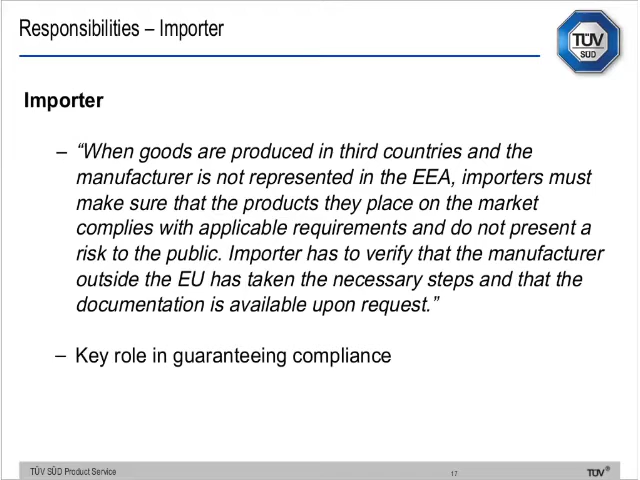 Responsibilities – Importer
TÜV
SÜD
Importer
– “When goods are produced in third countries and the
manufacturer is not represented in the EEA, importers must
make sure that the products they place on the market
complies with applicable requirements and do not present a
risk to the public. Importer has to verify that the manufacturer
outside the EU has taken the necessary steps and that the
documentation is available upon request.”
– Key role in guaranteeing compliance
TÜV SÜD Product Service
17
TÜV®